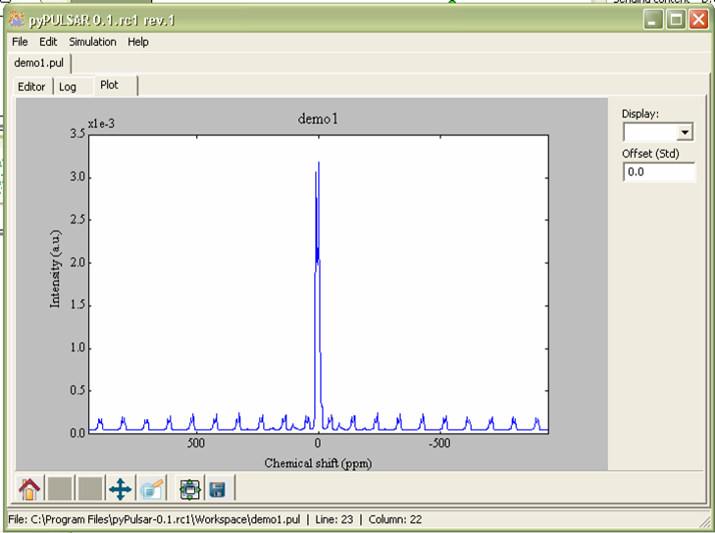 pyPULSAR 0.1.rc1 rev.1
File Edit Simulation Help
demo1.pul
Editor Log Plot
demo1
x1e-3
3.5
3.0
2.5
2.0
1.5
1.0
0.5
0.0
Intensity (a.u.)
500 0 -500
Chemical shift (ppm)
Display:
Offset (Std)
0.0
File: C:\Program Files\pyPulsar-0.1.rc1\Workspace\demo1.pul | Line: 23 | Column: 22